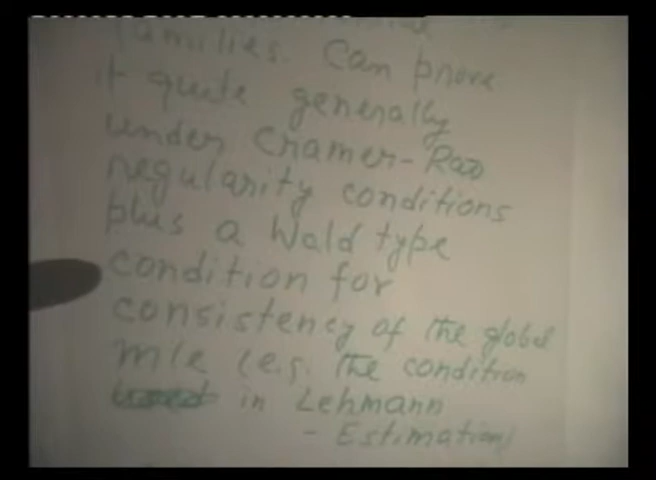 families. Can prove
it quite generally
under Cramer-Rao
regularity conditions
plus a Wald type
condition for
consistency of the global
mle (e.g. the condition
in Lehmann
- Estimation)